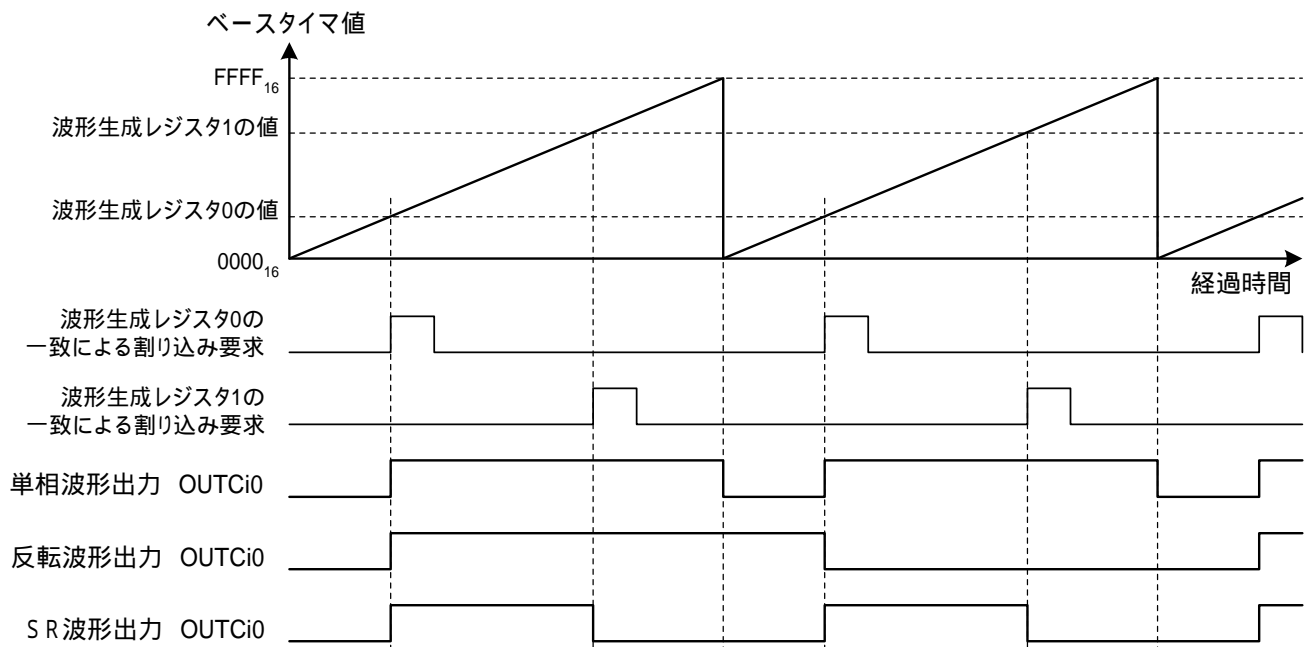 ベースタイマ値
FFFF16
波形生成レジスタ1の値
波形生成レジスタ0の値
000016
経過時間
波形生成レジスタ0の
一致による割り込み要求
波形生成レジスタ1の
一致による割り込み要求
単相波形出力 OUTCi0
反転波形出力 OUTCi0
SR波形出力 OUTCi0